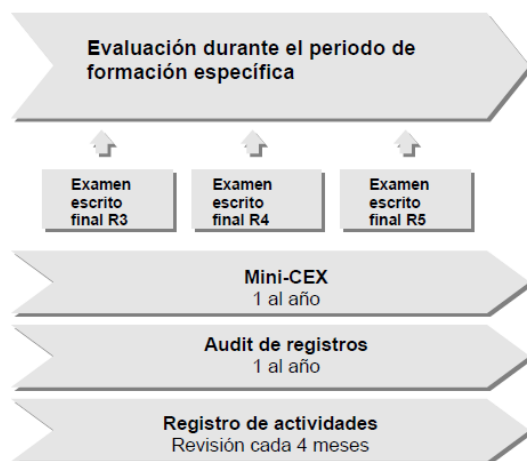 Evaluación durante el periodo de
formación específica
Examen
escrito
final R3
Examen
escrito
final R4
Examen
escrito
final R5
Mini-CEX
1 al año
Audit de registros
1 al año
Registro de actividades
Revisión cada 4 meses